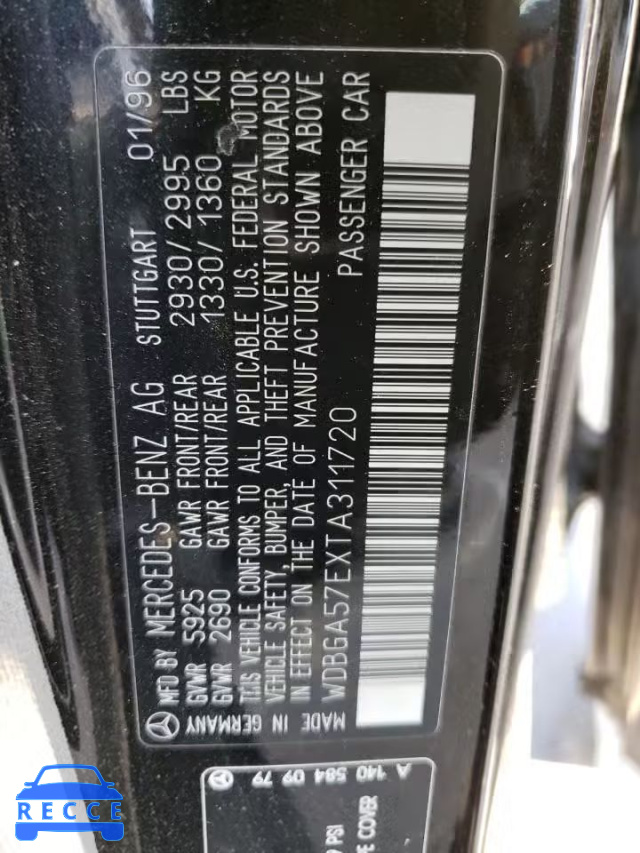 MFD BY MERCEDES-BENZ AG STUTTGART 01/96
GVWR 5925 GAWR FRONT/REAR 2930/2995 LBS
GVWR 2690 GAWR FRONT/REAR 1330/1360 KG
THIS VEHICLE CONFORMS TO ALL APPLICABLE U.S. FEDERAL MOTOR
VEHICLE SAFETY, BUMPER, AND THEFT PREVENTION STANDARDS
IN EFFECT ON THE DATE OF MANUFACTURE SHOWN ABOVE
MADE IN GERMANY WDBGA57EXTA311720 PASSENGER CAR
A 140 584 09 79
PSI
COVER
RECCE